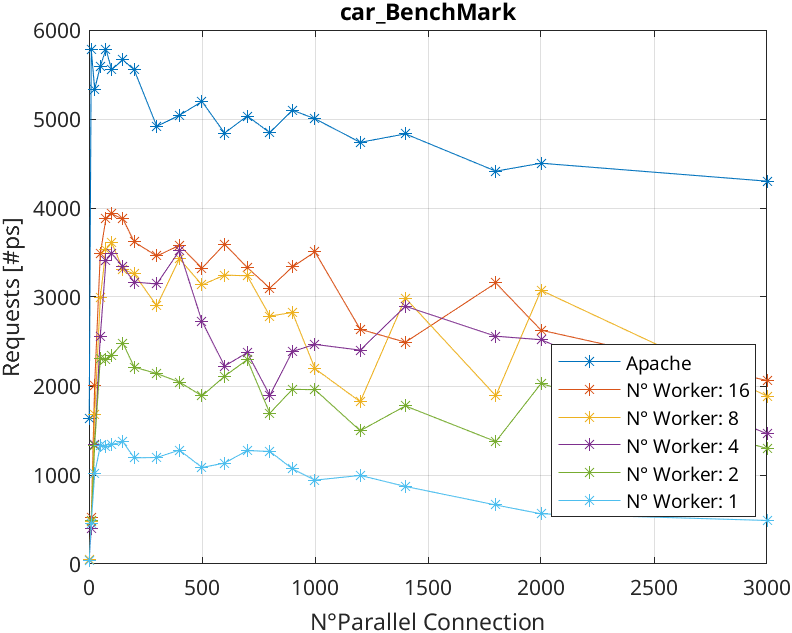 car_BenchMark
6000
5000
4000
3000
2000
1000
0
Requests [#ps]
0 500 1000 1500 2000 2500 3000
N°Parallel Connection
Apache
N° Worker: 16
N° Worker: 8
N° Worker: 4
N° Worker: 2
N° Worker: 1